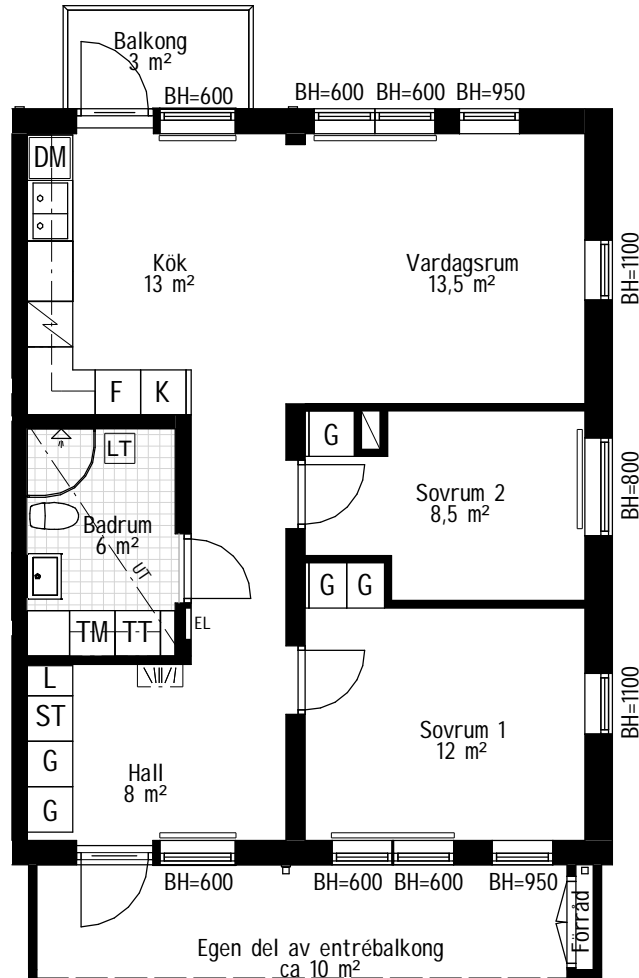 Balkong
3 m²
BH=600
BH=600
BH=600
BH=950
DM
Kök
13 m²
Vardagsrum
13,5 m²
BH=1100
F
K
G
LT
Sovrum 2
8,5 m²
BH=800
Badrum
6 m²
UT
G
G
TM
TT
EL
L
ST
G
G
Hall
8 m²
Sovrum 1
12 m²
BH=1100
BH=600
BH=600
BH=600
BH=950
Förråd
Egen del av entrébalkong
ca 10 m²